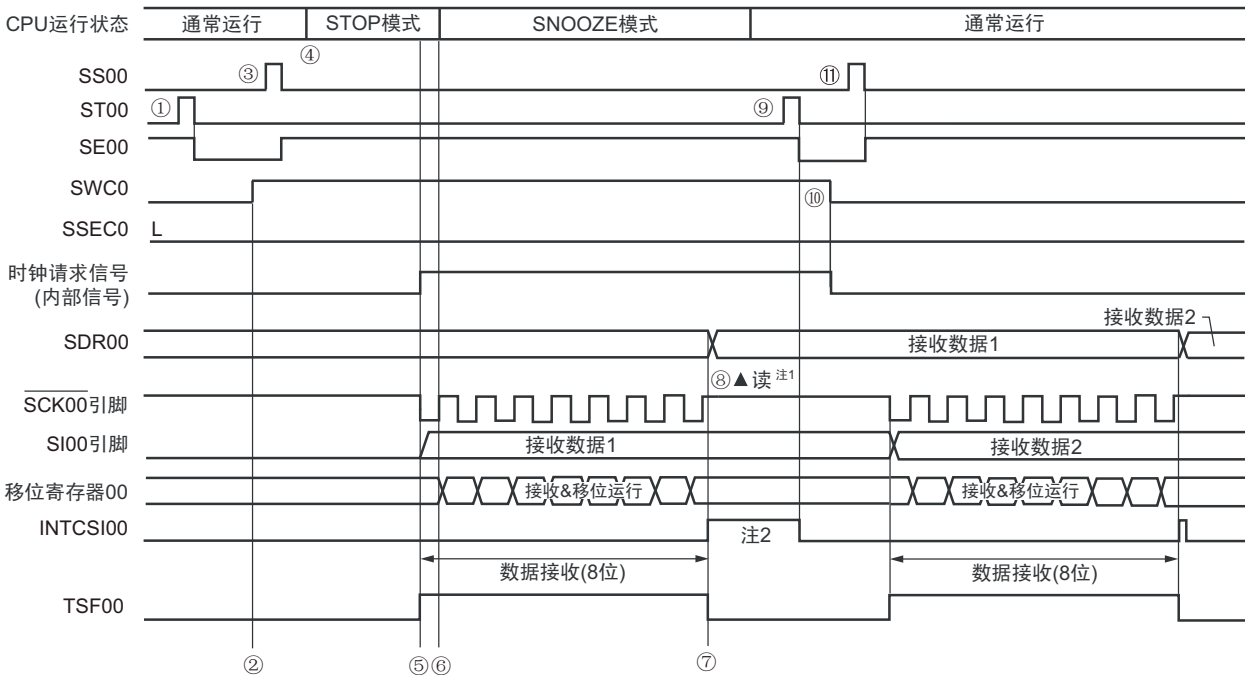 CPU运行状态 通常运行 STOP模式 SNOOZE模式 通常运行
④
SS00 ③ ⑪
ST00 ① ⑨
SE00
SWC0 ⑩
SSEC0 L
时钟请求信号
(内部信号)
接收数据2
SDR00 接收数据1
⑧▲读 注1
SCK00引脚
SI00引脚 接收数据1 接收数据2
移位寄存器00 接收&移位运行 接收&移位运行
INTCSI00 注2
数据接收(8位) 数据接收(8位)
TSF00
② ⑤⑥ ⑦